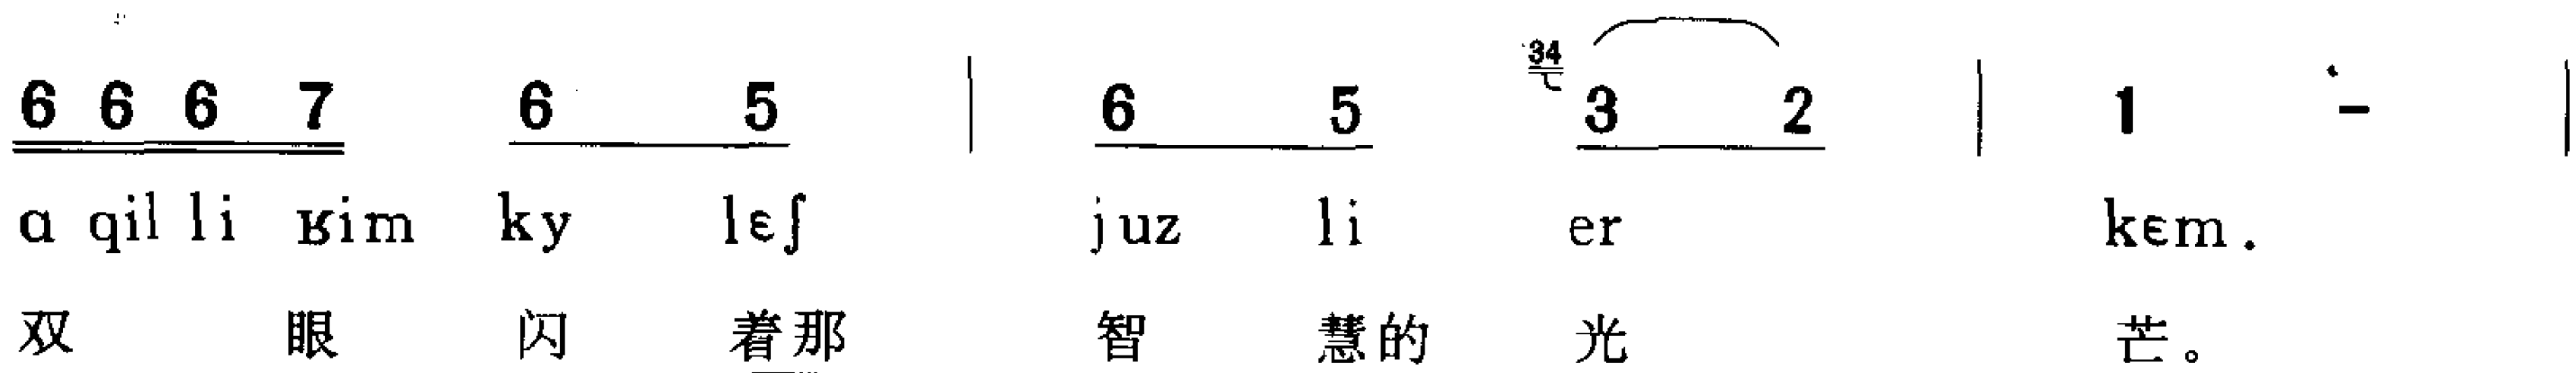 34
6 6 6 7 6 5 | 6 5 3 2 | 1 - |
ɑ qil li ʁim ky lɛʃ juz li er kɛm.
双 眼 闪 着那 智 慧的 光 芒。